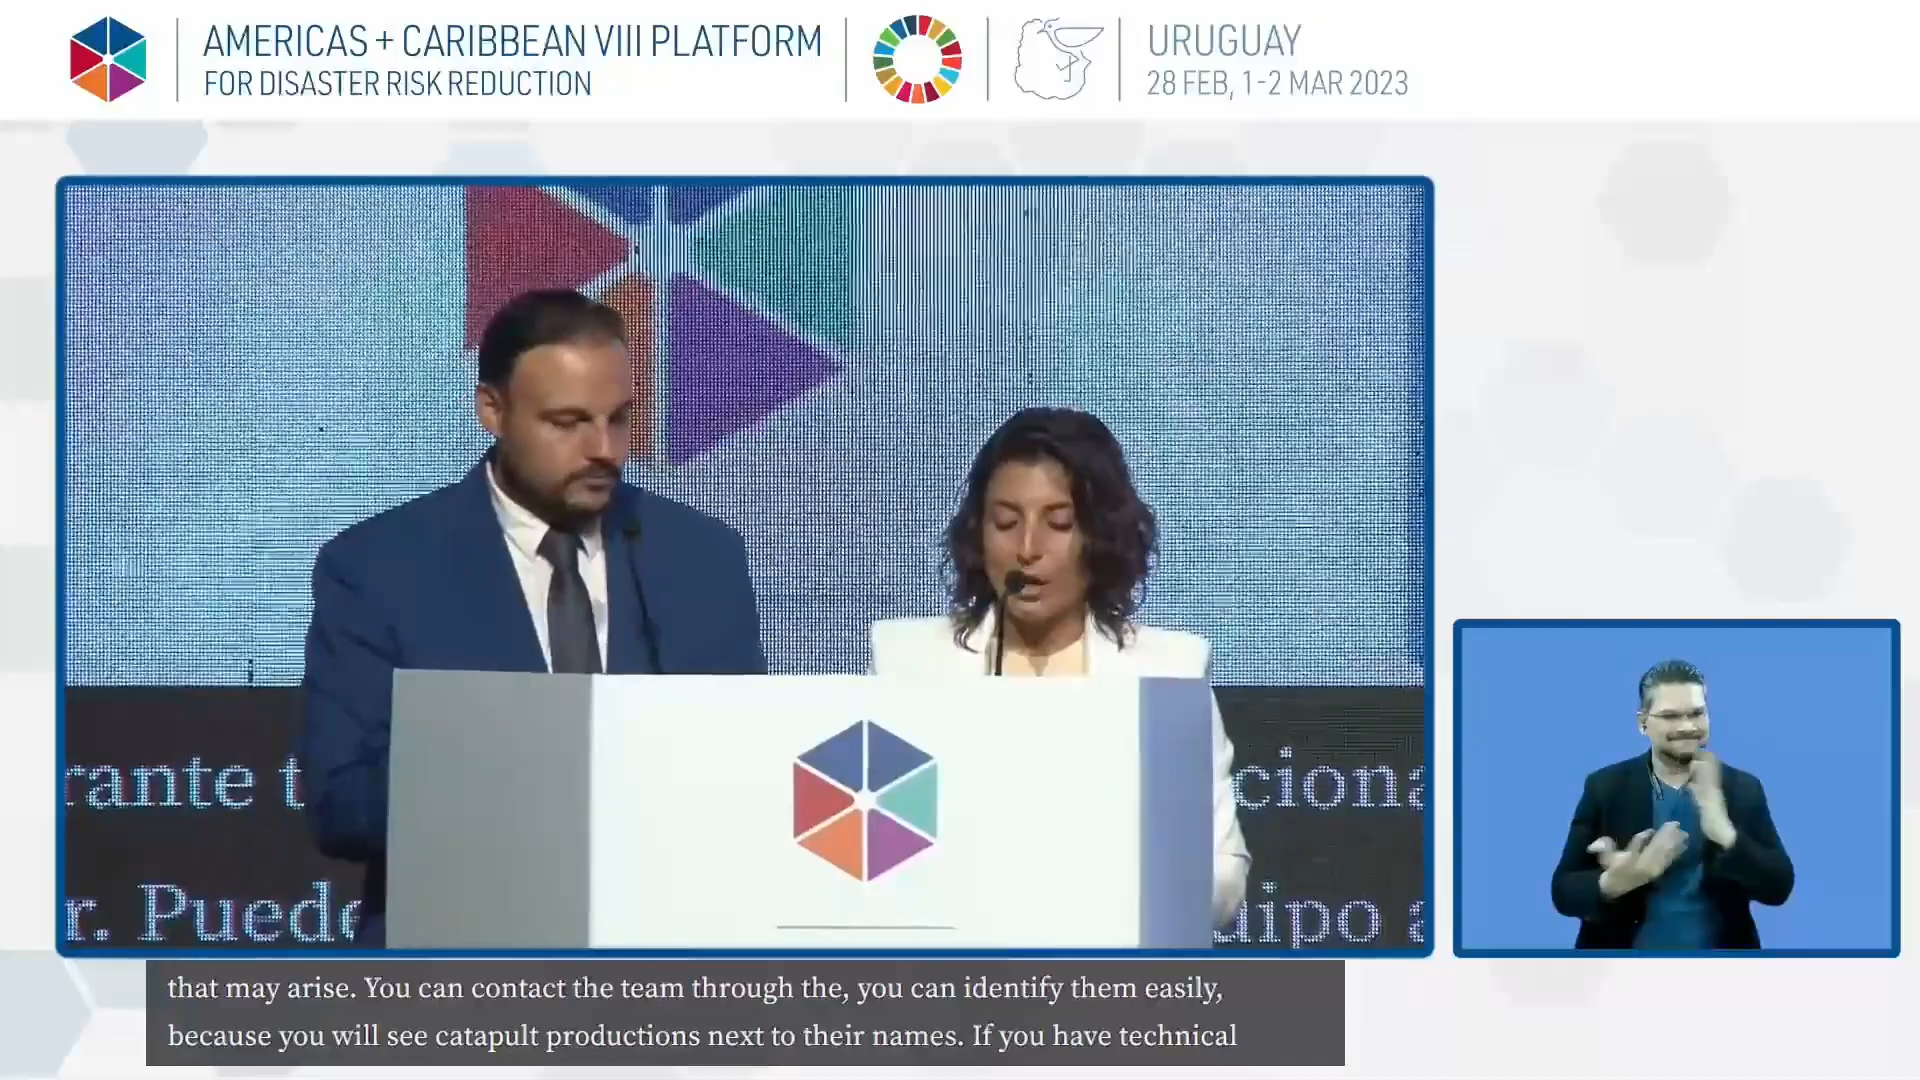 AMERICAS + CARIBBEAN VIII PLATFORM
FOR DISASTER RISK REDUCTION
URUGUAY
28 FEB, 1-2 MAR 2023
rante t
ciona
r. Puede
uipo a
that may arise. You can contact the team through the, you can identify them easily,
because you will see catapult productions next to their names. If you have technical